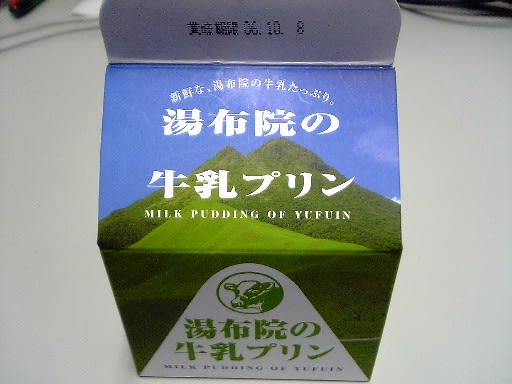 賞味期限 06.10. 8
新鮮な、湯布院の牛乳たっぷり。
湯布院の
牛乳プリン
MILK PUDDING OF YUFUIN
湯布院の
牛乳プリン
MILK PUDDING OF YUFUIN